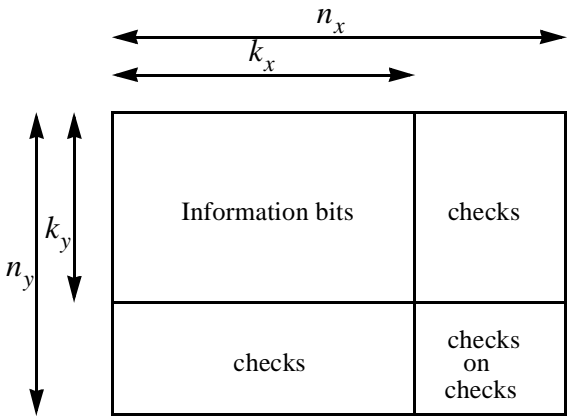 n_x
k_x
Information bits
checks
k_y
n_y
checks
checks
on
checks